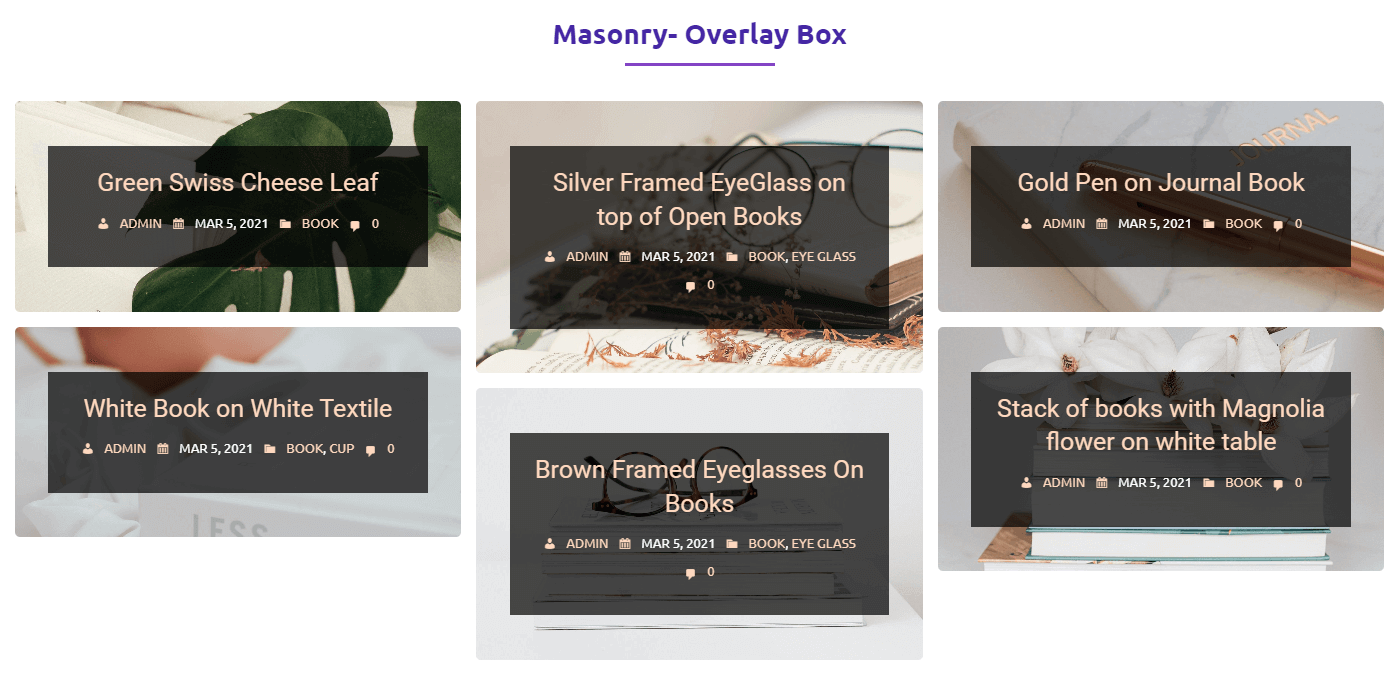 Masonry- Overlay Box
JOURNAL
Green Swiss Cheese Leaf
ADMIN MAR 5, 2021 BOOK 0
Silver Framed EyeGlass on
top of Open Books
ADMIN MAR 5, 2021 BOOK, EYE GLASS
0
Gold Pen on Journal Book
ADMIN MAR 5, 2021 BOOK 0
White Book on White Textile
ADMIN MAR 5, 2021 BOOK, CUP 0
LESS
Brown Framed Eyeglasses On
Books
ADMIN MAR 5, 2021 BOOK, EYE GLASS
0
Stack of books with Magnolia
flower on white table
ADMIN MAR 5, 2021 BOOK 0